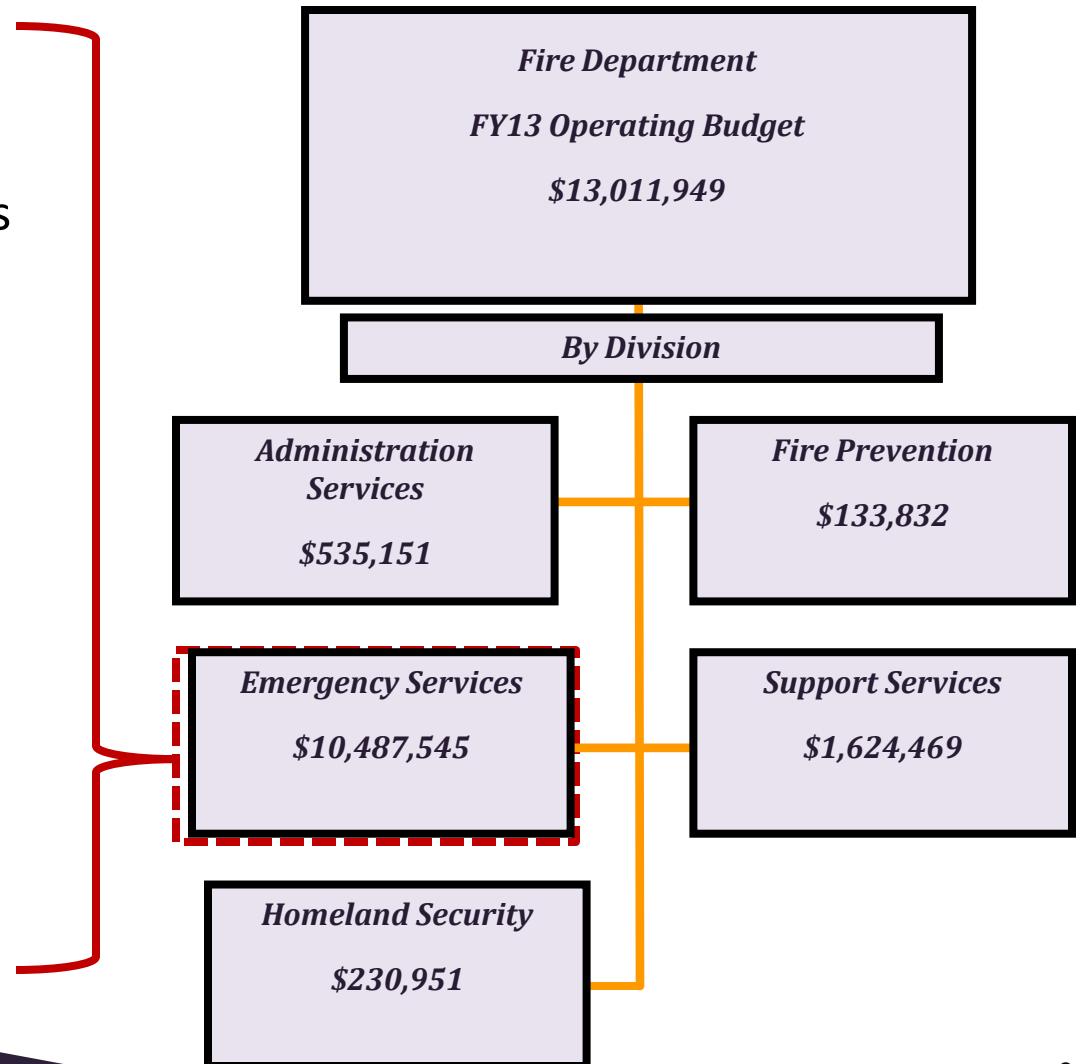 s
Fire Department
FY13 Operating Budget
$13,011,949
By Division
Administration
Services
$535,151
Fire Prevention
$133,832
Emergency Services
$10,487,545
Support Services
$1,624,469
Homeland Security
$230,951